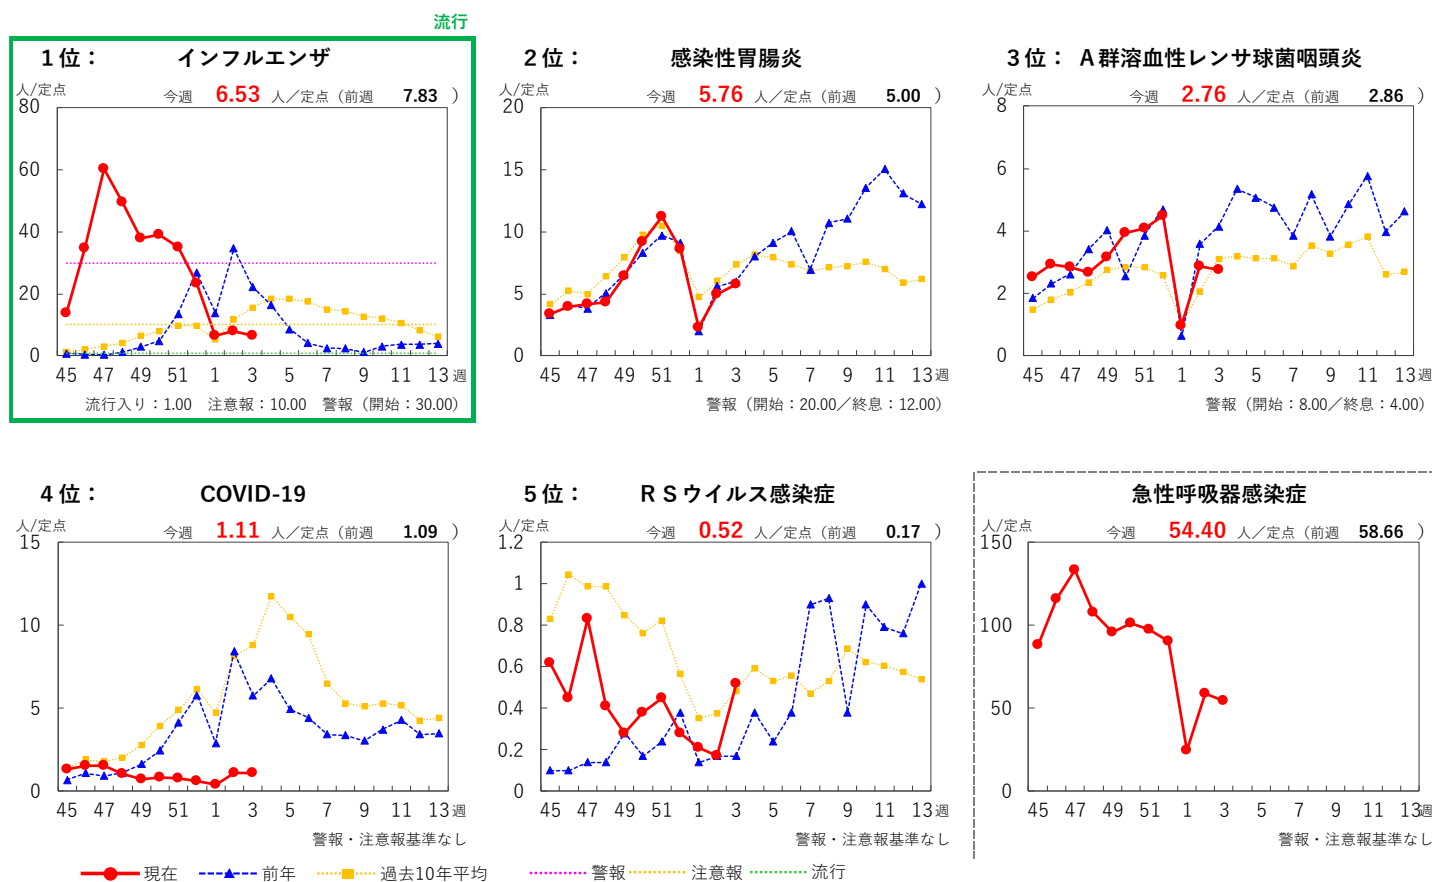 流行
１位： インフルエンザ
人/定点
今週 6.53 人／定点（前週 7.83 ）
80
60
40
20
0
45 47 49 51 1 3 5 7 9 11 13 週
流行入り：1.00 注意報：10.00 警報（開始：30.00）
２位： 感染性胃腸炎
人/定点
今週 5.76 人／定点（前週 5.00 ）
20
15
10
5
0
45 47 49 51 1 3 5 7 9 11 13 週
警報（開始：20.00／終息：12.00）
３位： Ａ群溶血性レンサ球菌咽頭炎
人/定点
今週 2.76 人／定点（前週 2.86 ）
8
6
4
2
0
45 47 49 51 1 3 5 7 9 11 13 週
警報（開始：8.00／終息：4.00）
４位： COVID-19
人/定点
今週 1.11 人／定点（前週 1.09 ）
15
10
5
0
45 47 49 51 1 3 5 7 9 11 13 週
警報・注意報基準なし
５位： ＲＳウイルス感染症
人/定点
今週 0.52 人／定点（前週 0.17 ）
1.2
1
0.8
0.6
0.4
0.2
0
45 47 49 51 1 3 5 7 9 11 13 週
警報・注意報基準なし
急性呼吸器感染症
人/定点
今週 54.40 人／定点（前週 58.66 ）
150
100
50
0
45 47 49 51 1 3 5 7 9 11 13 週
警報・注意報基準なし
現在 前年 過去10年平均 警報 注意報 流行